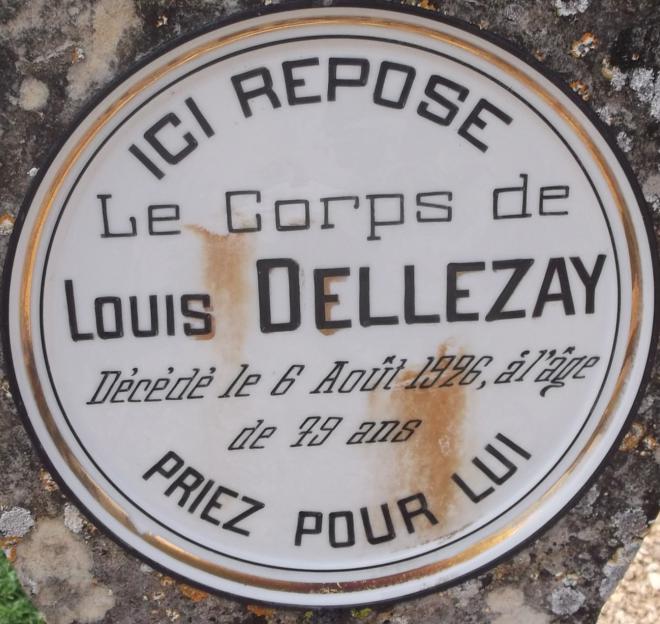 ICI REPOSE
Le Corps de
LOUIS DELLEZAY
Décédé le 6 Août 1926, à l'âge
de 79 ans
PRIEZ POUR LUI